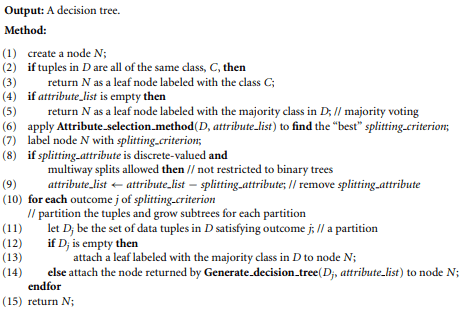 Output: A decision tree.
Method:
(1) create a node N;
(2) if tuples in D are all of the same class, C, then
(3) return N as a leaf node labeled with the class C;
(4) if attribute_list is empty then
(5) return N as a leaf node labeled with the majority class in D; // majority voting
(6) apply Attribute_selection_method(D, attribute_list) to find the “best” splitting_criterion;
(7) label node N with splitting_criterion;
(8) if splitting_attribute is discrete-valued and
multiway splits allowed then // not restricted to binary trees
(9) attribute_list ← attribute_list − splitting_attribute; // remove splitting_attribute
(10) for each outcome j of splitting_criterion
// partition the tuples and grow subtrees for each partition
(11) let Dj be the set of data tuples in D satisfying outcome j; // a partition
(12) if Dj is empty then
(13) attach a leaf labeled with the majority class in D to node N;
(14) else attach the node returned by Generate_decision_tree(Dj, attribute_list) to node N;
endfor
(15) return N;